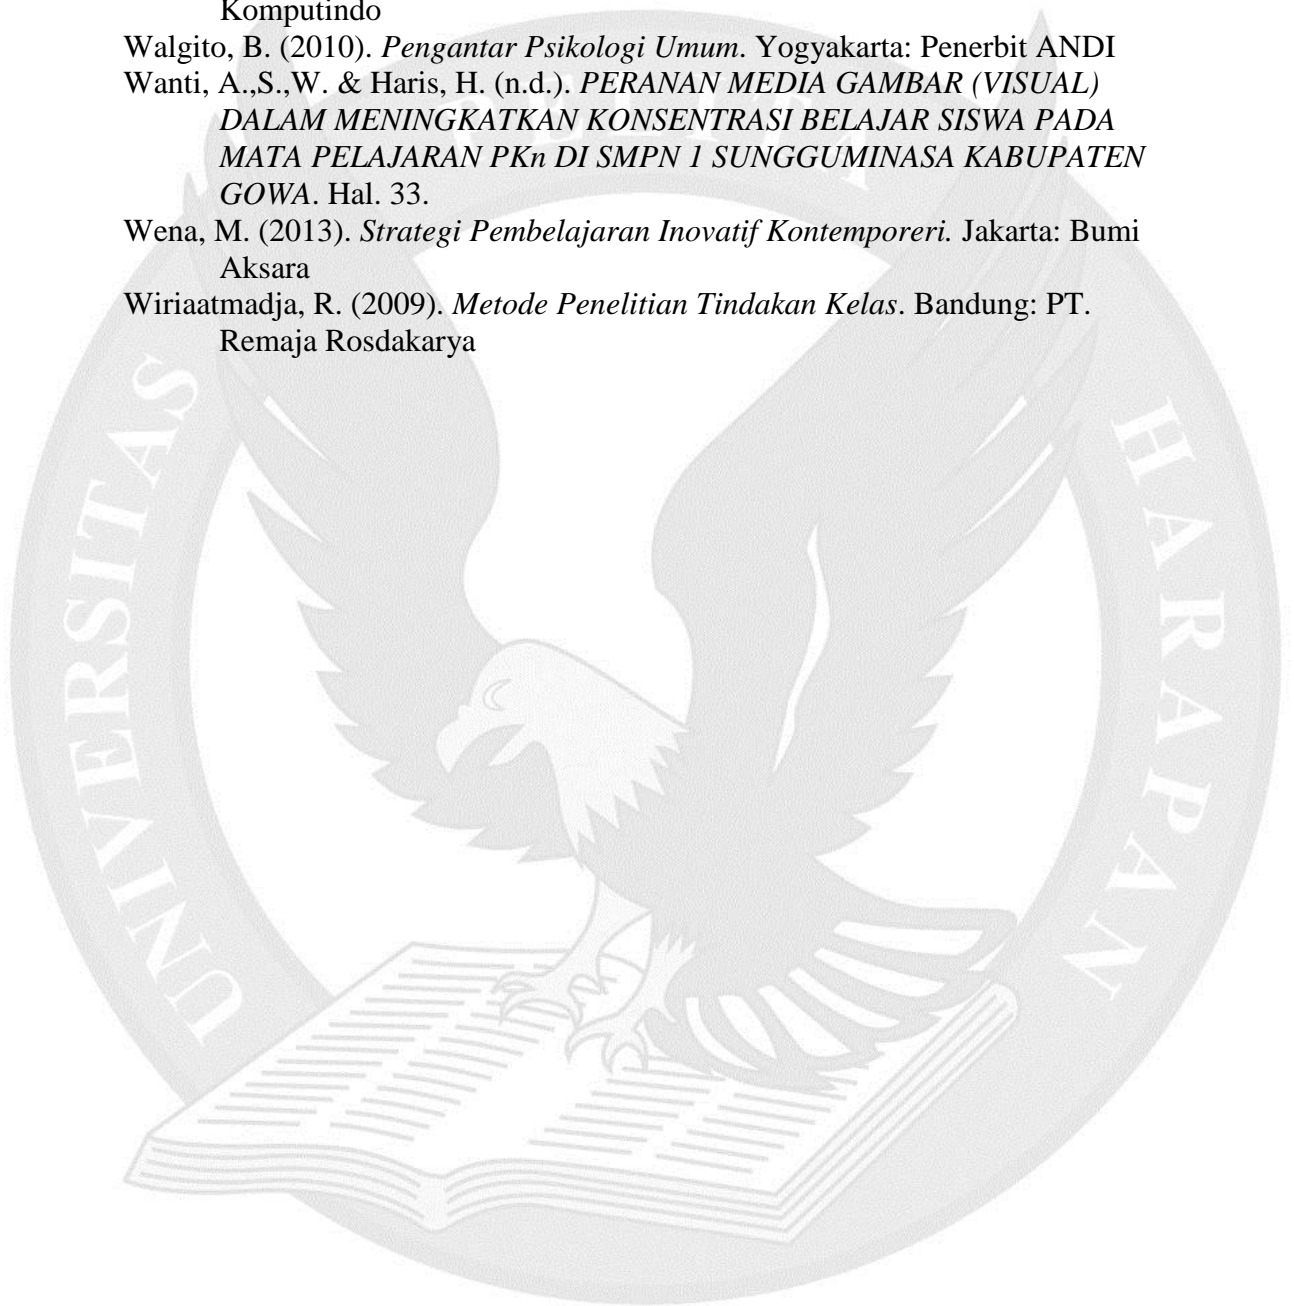 Komputindo
Walgito, B. (2010). Pengantar Psikologi Umum. Yogyakarta: Penerbit ANDI
Wanti, A.,S.,W. & Haris, H. (n.d.). PERANAN MEDIA GAMBAR (VISUAL)
DALAM MENINGKATKAN KONSENTRASI BELAJAR SISWA PADA
MATA PELAJARAN PKn DI SMPN 1 SUNGGUMINASA KABUPATEN
GOWA. Hal. 33.
Wena, M. (2013). Strategi Pembelajaran Inovatif Kontemporeri. Jakarta: Bumi
Aksara
Wiriaatmadja, R. (2009). Metode Penelitian Tindakan Kelas. Bandung: PT.
Remaja Rosdakarya
UNIVERSITAS
PELITA
HARAPAN